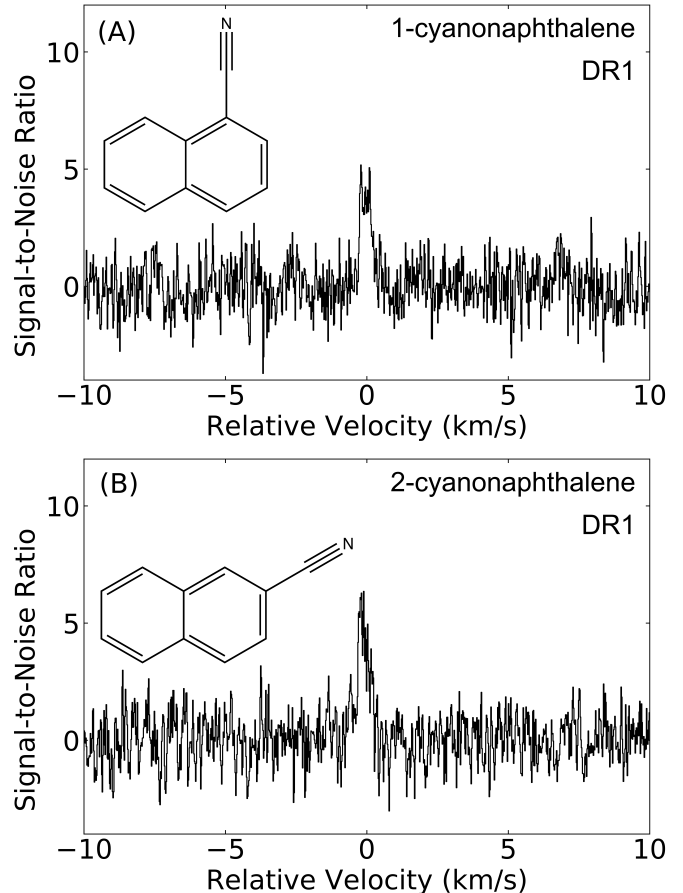 (A)
N
1-cyanonaphthalene
DR1
10
5
0
Signal-to-Noise Ratio
−10
−5
0
5
10
Relative Velocity (km/s)
(B)
N
2-cyanonaphthalene
DR1
10
5
0
Signal-to-Noise Ratio
−10
−5
0
5
10
Relative Velocity (km/s)